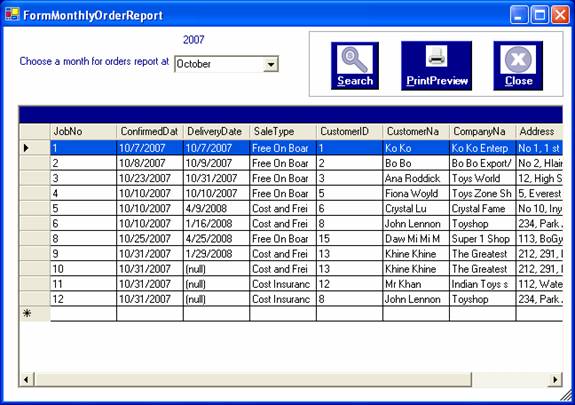 FormMonthlyOrderReport
2007
Choose a month for orders report at October
Search PrintPreview Close
JobNo ConfirmedDat DeliveryDate SaleType CustomerID CustomerNa CompanyNa Address
1 10/7/2007 10/7/2007 Free On Boar 1 Ko Ko Ko Ko Enterp No 1, 1 st
2 10/8/2007 10/9/2007 Free On Boar 2 Bo Bo Bo Bo Export/ No 2, Hlair
3 10/23/2007 10/31/2007 Free On Boar 3 Ana Roddick Toys World 12, High S
4 10/10/2007 10/10/2007 Free On Boar 5 Fiona Woyld Toys Zone Sh 5, Everest
5 10/10/2007 4/9/2008 Cost and Frei 6 Crystal Lu Crystal Fame No 10, Iny
6 10/10/2007 1/16/2008 Cost and Frei 8 John Lennon Toyshop 234, Park
8 10/25/2007 4/25/2008 Free On Boar 15 Daw Mi Mi M Super 1 Shop 113, BoGy
9 10/31/2007 1/29/2008 Cost and Frei 13 Khine Khine The Greatest 212, 291,
10 10/31/2007 (null) Cost and Frei 13 Khine Khine The Greatest 212, 291,
11 10/31/2007 (null) Cost Insuranc 12 Mr Khan Indian Toys s 112, Wate
12 10/31/2007 (null) Cost Insuranc 8 John Lennon Toyshop 234, Park